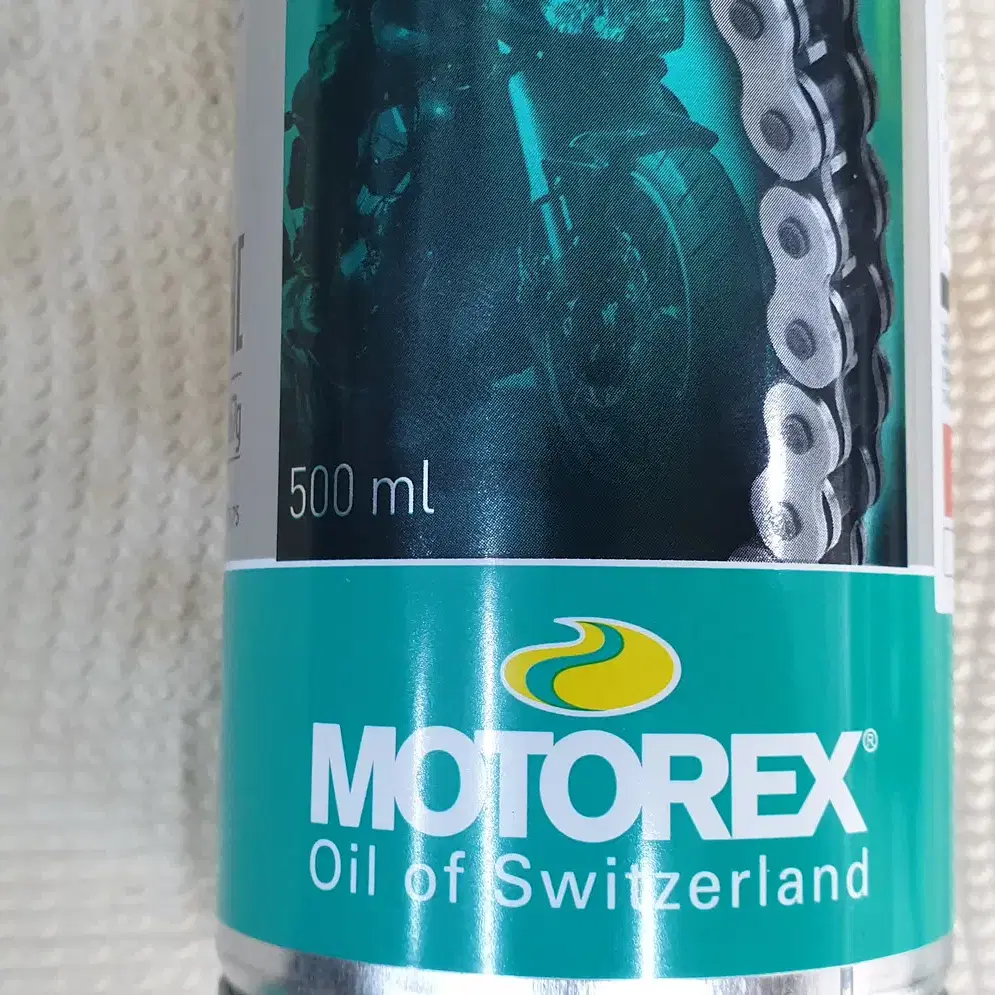 500 ml
MOTOREX®
Oil of Switzerland